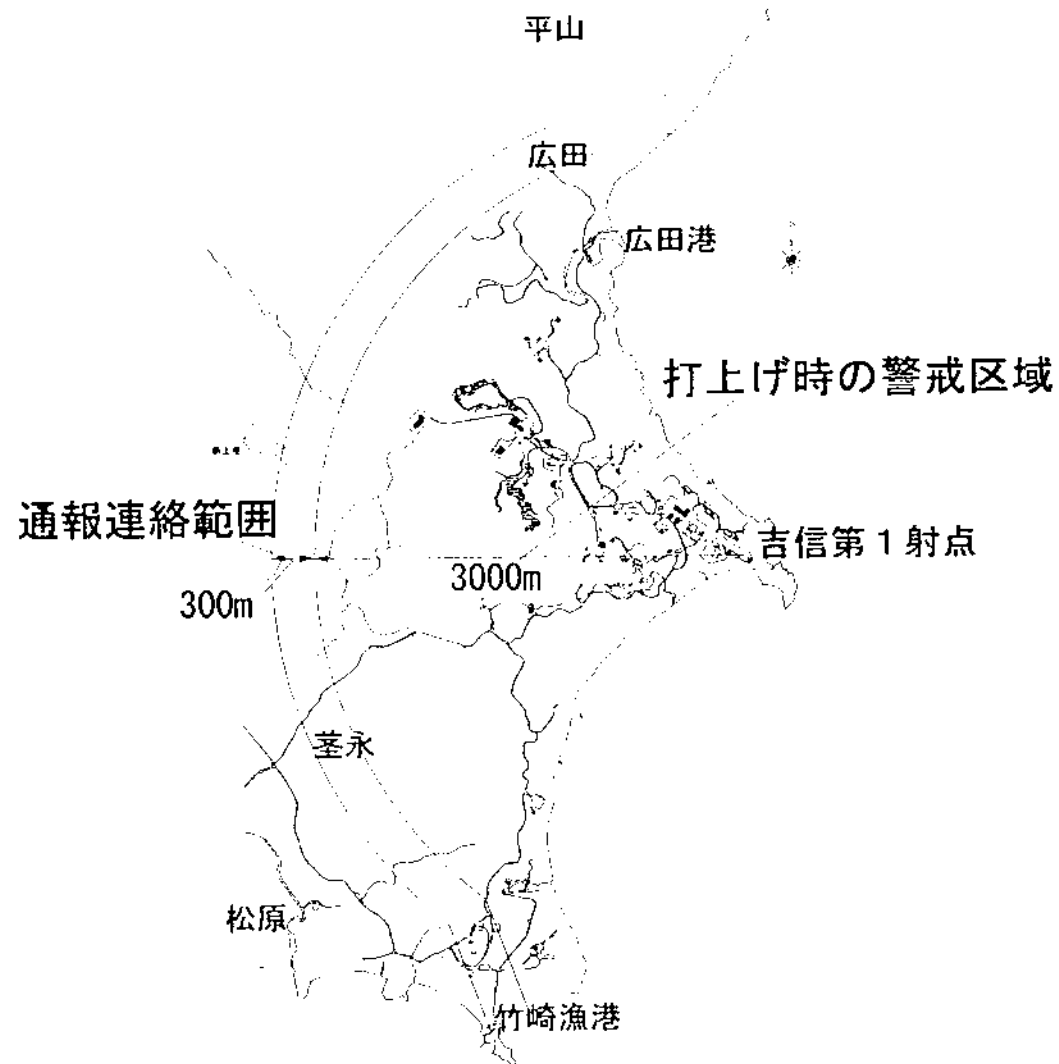 平山
広田
広田港
打上げ時の警戒区域
通報連絡範囲
吉信第1射点
3000m
300m
茎永
松原
竹崎漁港